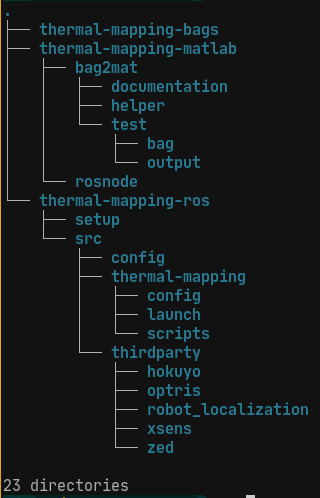 .
├── thermal-mapping-bags
├── thermal-mapping-matlab
│   ├── bag2mat
│   │   ├── documentation
│   │   ├── helper
│   │   └── test
│   │       ├── bag
│   │       └── output
│   └── rosnode
└── thermal-mapping-ros
    ├── setup
    └── src
        ├── config
        ├── thermal-mapping
        │   ├── config
        │   ├── launch
        │   └── scripts
        └── thirdparty
            ├── hokuyo
            ├── optris
            ├── robot_localization
            ├── xsens
            └── zed
23 directories